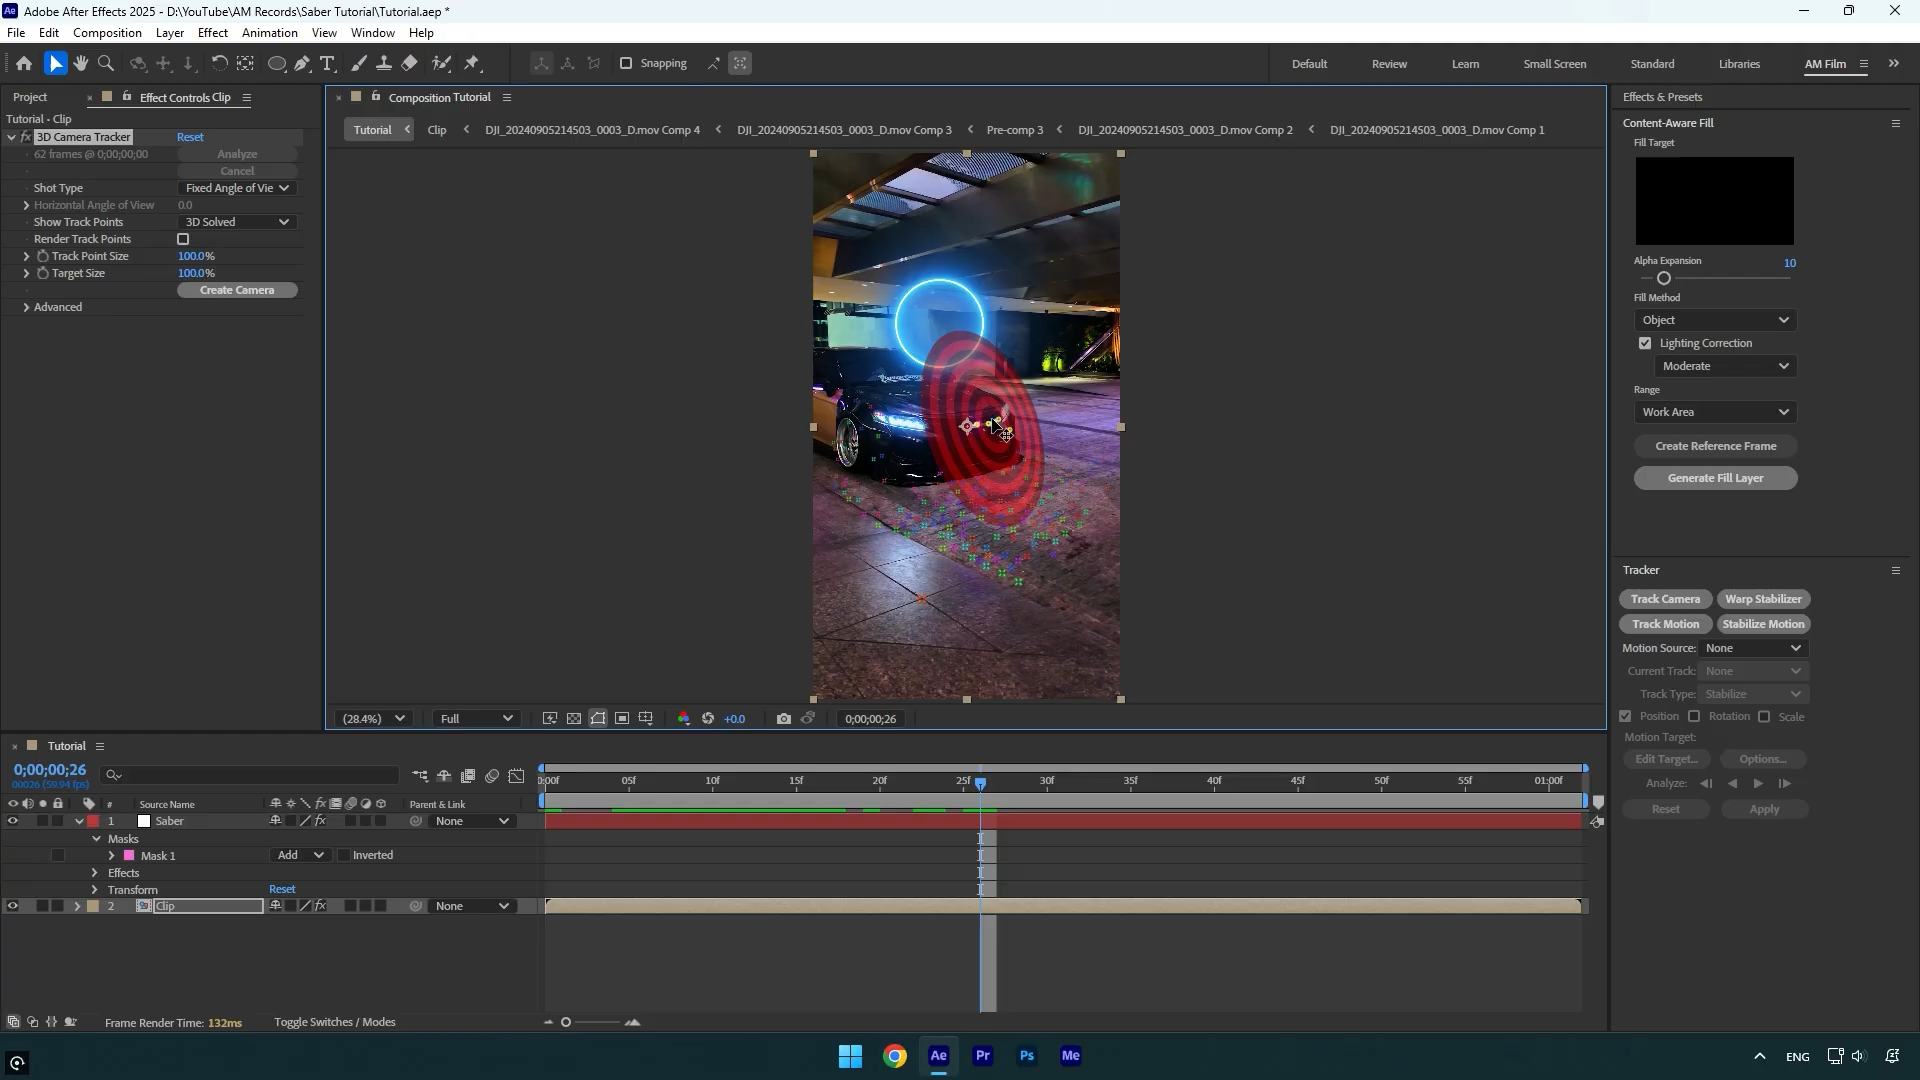 Adobe After Effects 2025 - D:\YouTube\AM Records\Saber Tutorial\Tutorial.aep *
File Edit Composition Layer Effect Animation View Window Help
Snapping
Default Review Learn Small Screen Standard Libraries AM Film
Project Effect Controls Clip
Composition Tutorial
Effects & Presets
Tutorial - Clip
Tutorial Clip DJI_20240905214503_0003_D.mov Comp 4 DJI_20240905214503_0003_D.mov Comp 3 Pre-comp 3 DJI_20240905214503_0003_D.mov Comp 2 DJI_20240905214503_0003_D.mov Comp 1
3D Camera Tracker Reset
62 frames @ 0;00;00;00 Analyze
Cancel
Shot Type Fixed Angle of Vie
Horizontal Angle of View 0.0
Show Track Points 3D Solved
Render Track Points
Track Point Size 100.0%
Target Size 100.0%
Create Camera
Advanced
Content-Aware Fill
Fill Target
Alpha Expansion 10
Fill Method
Object
Lighting Correction
Moderate
Range
Work Area
Create Reference Frame
Generate Fill Layer
Tracker
Track Camera Warp Stabilizer
Track Motion Stabilize Motion
Motion Source: None
Current Track: None
Track Type: Stabilize
Position Rotation Scale
Motion Target:
Edit Target... Options...
Analyze:
Reset Apply
(28.4%) Full +0.0 0;00;00;26
Tutorial
0;00;00;26
00026 (59.94 fps)
0:00f 05f 10f 15f 20f 25f 30f 35f 40f 45f 50f 55f 01:00f
# Source Name fx Parent & Link
1 Saber fx None
Masks
Mask 1 Add Inverted
Effects
Transform Reset
2 Clip fx None
Frame Render Time: 132ms Toggle Switches / Modes
Ae Pr Ps Me
ENG